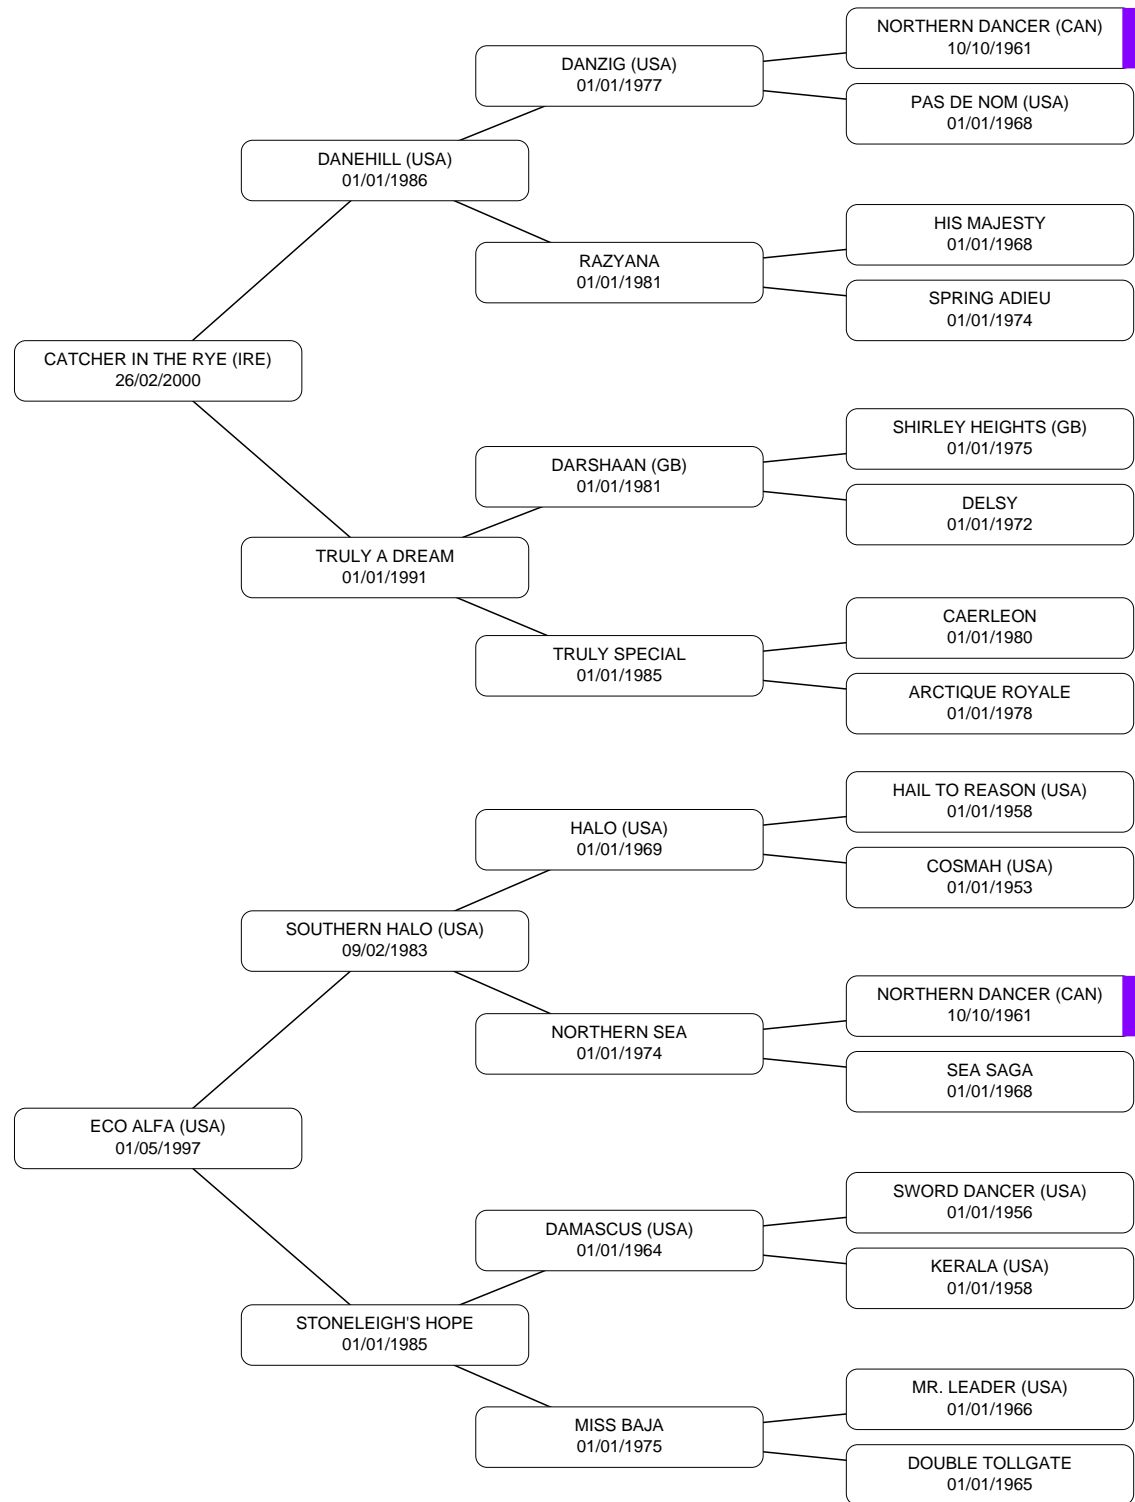 NORTHERN DANCER (CAN)
10/10/1961
DANZIG (USA)
01/01/1977
PAS DE NOM (USA)
01/01/1968
DANEHILL (USA)
01/01/1986
HIS MAJESTY
01/01/1968
RAZYANA
01/01/1981
SPRING ADIEU
01/01/1974
CATCHER IN THE RYE (IRE)
26/02/2000
SHIRLEY HEIGHTS (GB)
01/01/1975
DARSHAAN (GB)
01/01/1981
DELSY
01/01/1972
TRULY A DREAM
01/01/1991
CAERLEON
01/01/1980
TRULY SPECIAL
01/01/1985
ARCTIQUE ROYALE
01/01/1978
HAIL TO REASON (USA)
01/01/1958
HALO (USA)
01/01/1969
COSMAH (USA)
01/01/1953
SOUTHERN HALO (USA)
09/02/1983
NORTHERN DANCER (CAN)
10/10/1961
NORTHERN SEA
01/01/1974
SEA SAGA
01/01/1968
ECO ALFA (USA)
01/05/1997
SWORD DANCER (USA)
01/01/1956
DAMASCUS (USA)
01/01/1964
KERALA (USA)
01/01/1958
STONELEIGH'S HOPE
01/01/1985
MR. LEADER (USA)
01/01/1966
MISS BAJA
01/01/1975
DOUBLE TOLLGATE
01/01/1965